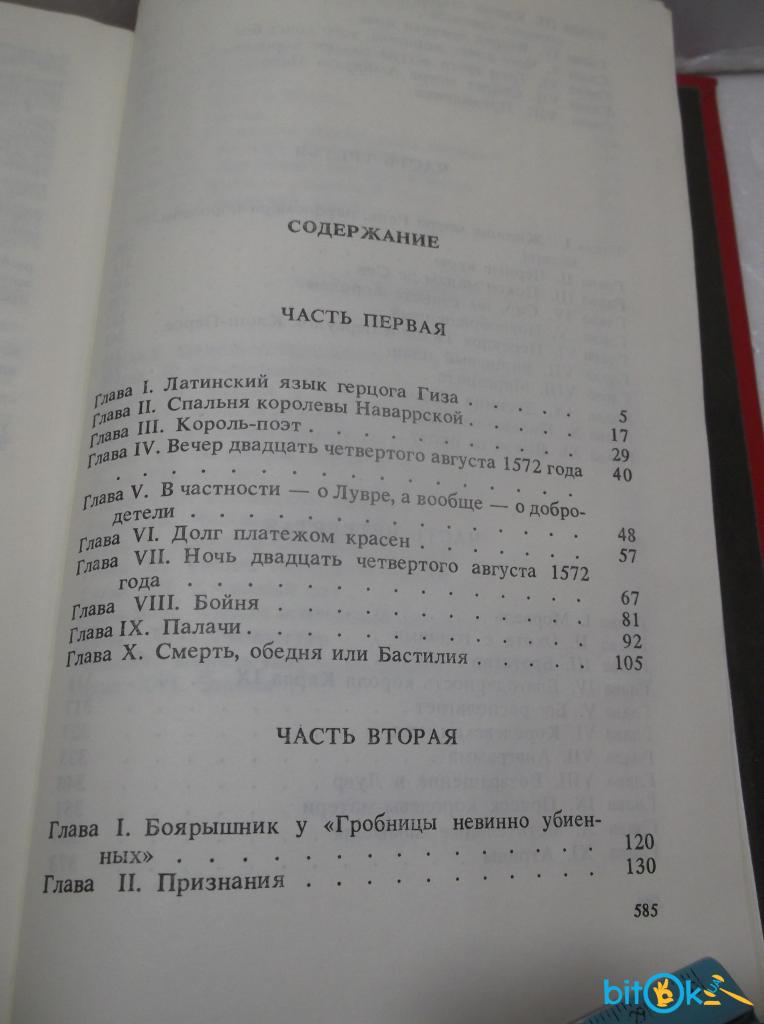 СОДЕРЖАНИЕ
ЧАСТЬ ПЕРВАЯ
Глава I. Латинский язык герцога Гиза . . . . . 5
Глава II. Спальня королевы Наваррской . . . . . 17
Глава III. Король-поэт . . . . . . . . . . 29
Глава IV. Вечер двадцать четвертого августа 1572 года
. . . . . . . . . . . . . . . 40
Глава V. В частности — о Лувре, а вообще — о добро-
детели . . . . . . . . . . . . . . 48
Глава VI. Долг платежом красен . . . . . . . 57
Глава VII. Ночь двадцать четвертого августа 1572
года . . . . . . . . . . . . . . 67
Глава VIII. Бойня . . . . . . . . . . . 81
Глава IX. Палачи . . . . . . . . . . . . 92
Глава X. Смерть, обедня или Бастилия . . . . . 105
ЧАСТЬ ВТОРАЯ
Глава I. Боярышник у «Гробницы невинно убиен-
ных» . . . . . . . . . . . . . . . 120
Глава II. Признания . . . . . . . . . . . 130
585
bitOk UA